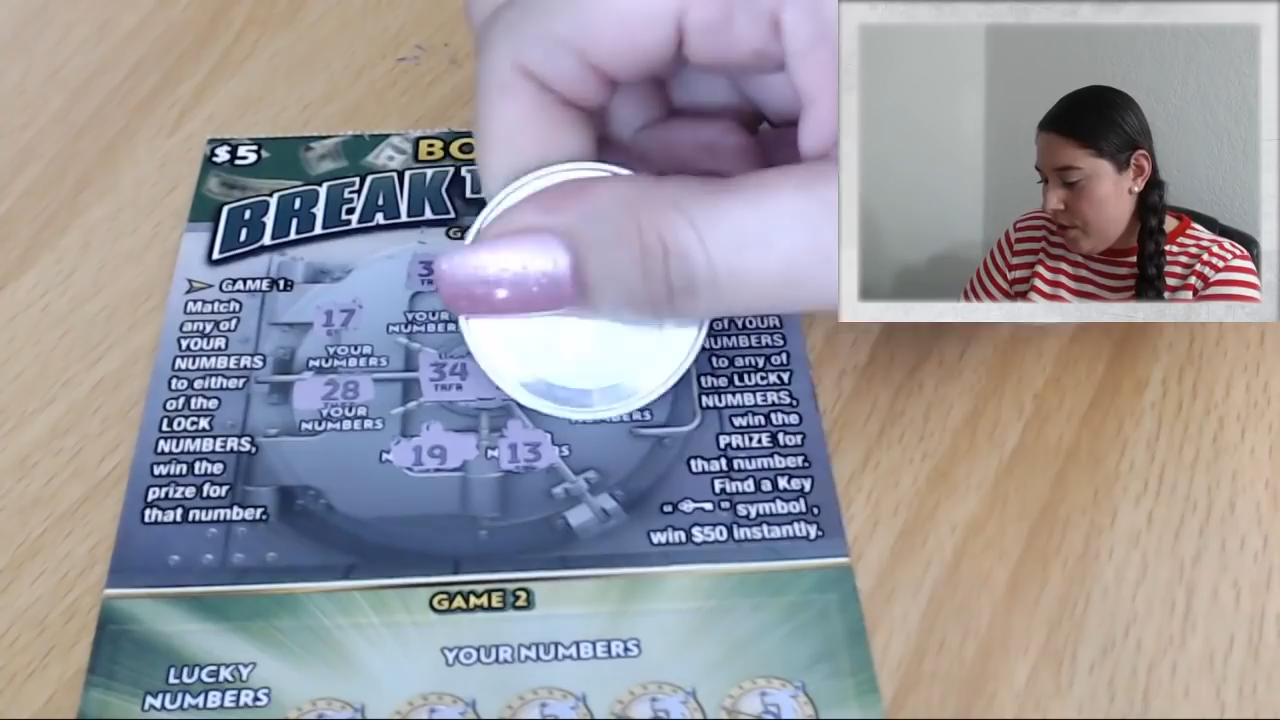 $5
BO
BREAK
GAME 1:
Match
any of
YOUR
NUMBERS
to either
of the
LOCK
NUMBERS,
win the
prize for
that number.
17
YOUR
NUMBERS
28
YOUR
NUMBERS
3
YOUR
NUMBER
34
TRFR
19
13
of YOUR
NUMBERS
to any of
the LUCKY
NUMBERS,
win the
PRIZE for
that number.
Find a Key
" " symbol,
win $50 instantly.
GAME 2
YOUR NUMBERS
LUCKY
NUMBERS